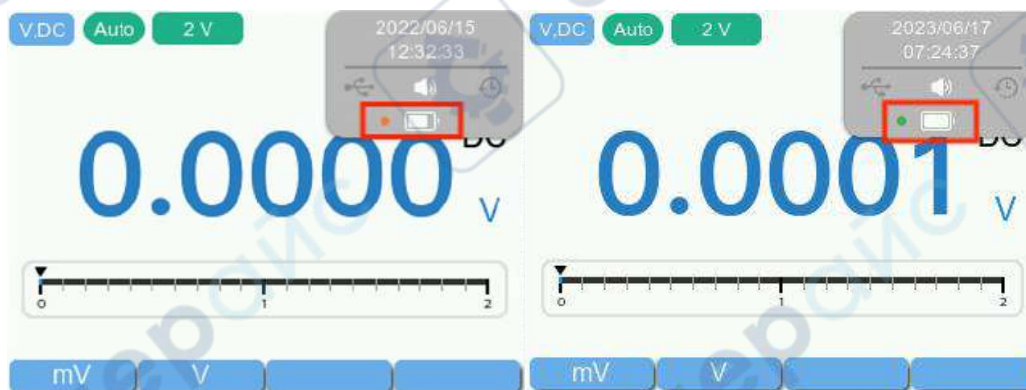 V,DC Auto 2 V
2022/06/15
12:32:33
DC
0.0000 V
0 1 2
mV V
V,DC Auto 2 V
2023/06/17
07:24:37
DC
0.0001 V
0 1 2
mV V